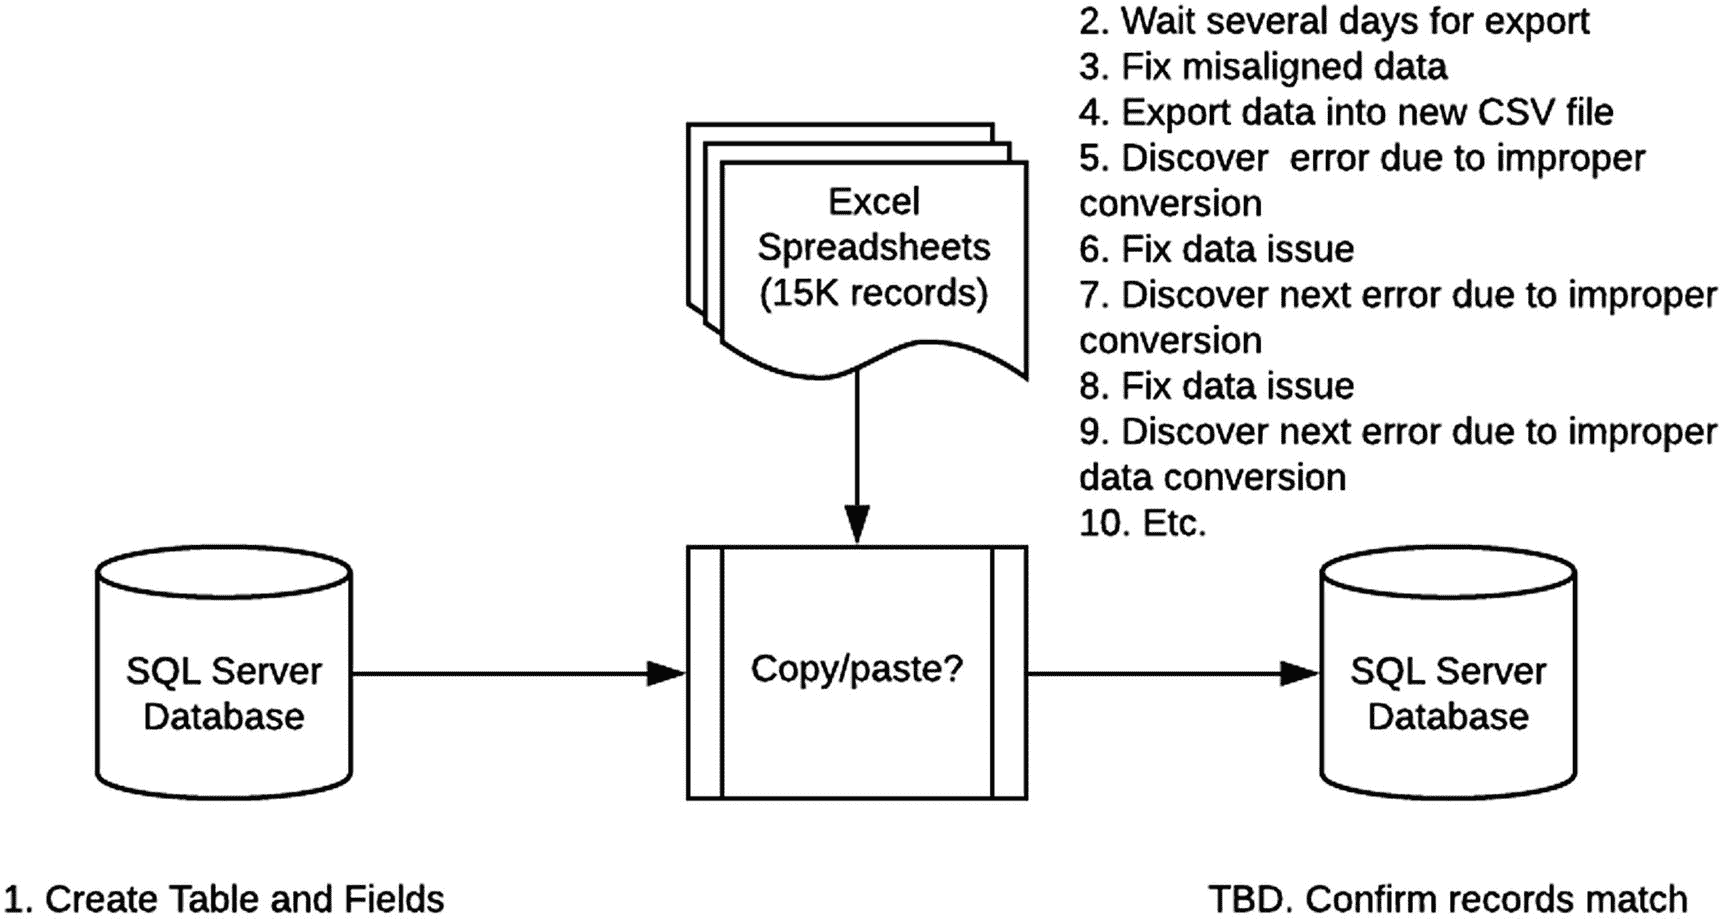 2. Wait several days for export
3. Fix misaligned data
4. Export data into new CSV file
5. Discover  error due to improper
conversion
6. Fix data issue
7. Discover next error due to improper
conversion
8. Fix data issue
9. Discover next error due to improper
data conversion
10. Etc.
Excel
Spreadsheets
(15K records)
SQL Server
Database
Copy/paste?
SQL Server
Database
1. Create Table and Fields
TBD. Confirm records match